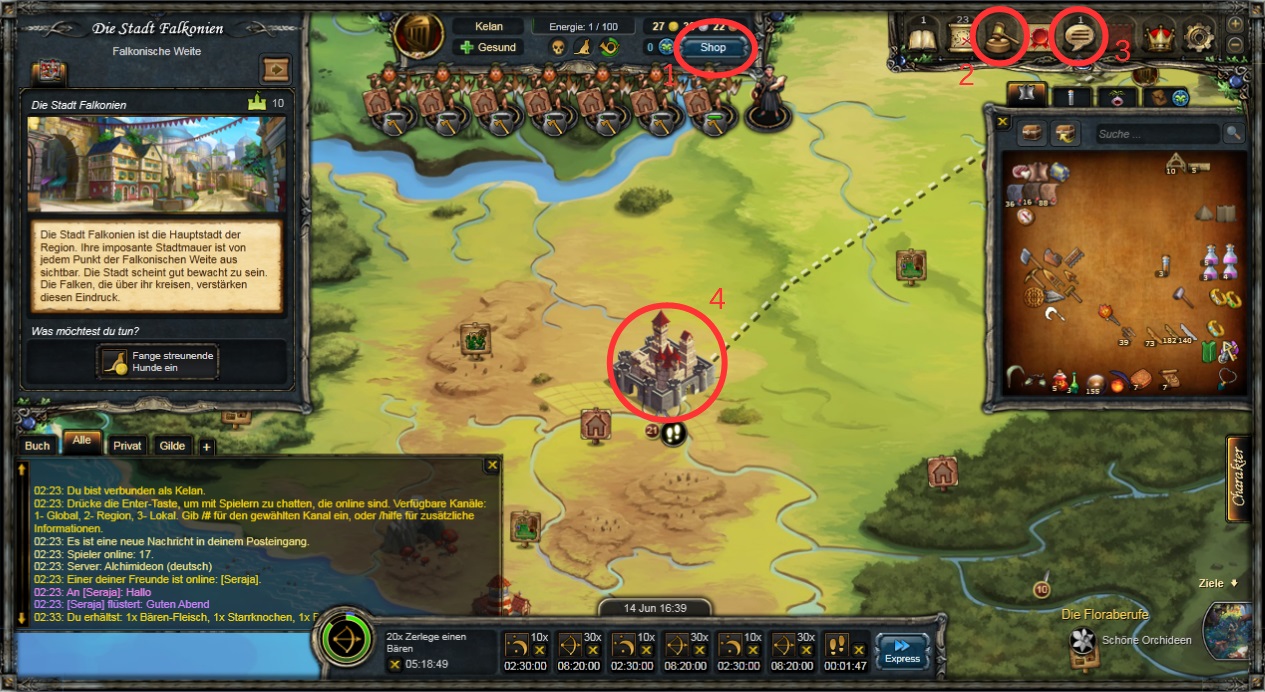 Die Stadt Falkonien
Falkonische Weite
Die Stadt Falkonien
10
Die Stadt Falkonien ist die Hauptstadt der
Region. Ihre imposante Stadtmauer ist von
jedem Punkt der Falkonischen Weite aus
sichtbar. Die Stadt scheint gut bewacht zu sein.
Die Falken, die über ihr kreisen, verstärken
diesen Eindruck.
Was möchtest du tun?
Fange streunende
Hunde ein
Kelan
Energie: 1 / 100
27
22
Gesund
0
Shop
1
2
3
4
1
23
1
Suche ...
10
5
36
16
88
3
5
4
3
4
39
73
182
140
5
3
155
7
7
21
10
Charakter
Buch
Alle
Privat
Gilde
+
02:23: Du bist verbunden als Kelan.
02:23: Drücke die Enter-Taste, um mit Spielern zu chatten, die online sind. Verfügbare Kanäle:
1- Global, 2- Region, 3- Lokal. Gib /# für den gewählten Kanal ein, oder /hilfe für zusätzliche
Informationen.
02:23: Es ist eine neue Nachricht in deinem Posteingang.
02:23: Spieler online: 17.
02:23: Server: Alchimideon (deutsch)
02:23: Einer deiner Freunde ist online: [Seraja].
02:23: An [Seraja]: Hallo
02:23: [Seraja] flüstert: Guten Abend
02:33: Du erhältst: 1x Bären-Fleisch, 1x Starrknochen, 1x F
14 Jun 16:39
20x Zerlege einen
Bären
05:18:49
10x
02:30:00
30x
08:20:00
10x
02:30:00
30x
08:20:00
10x
02:30:00
30x
08:20:00
00:01:47
Express
Ziele
Die Floraberufe
Schöne Orchideen